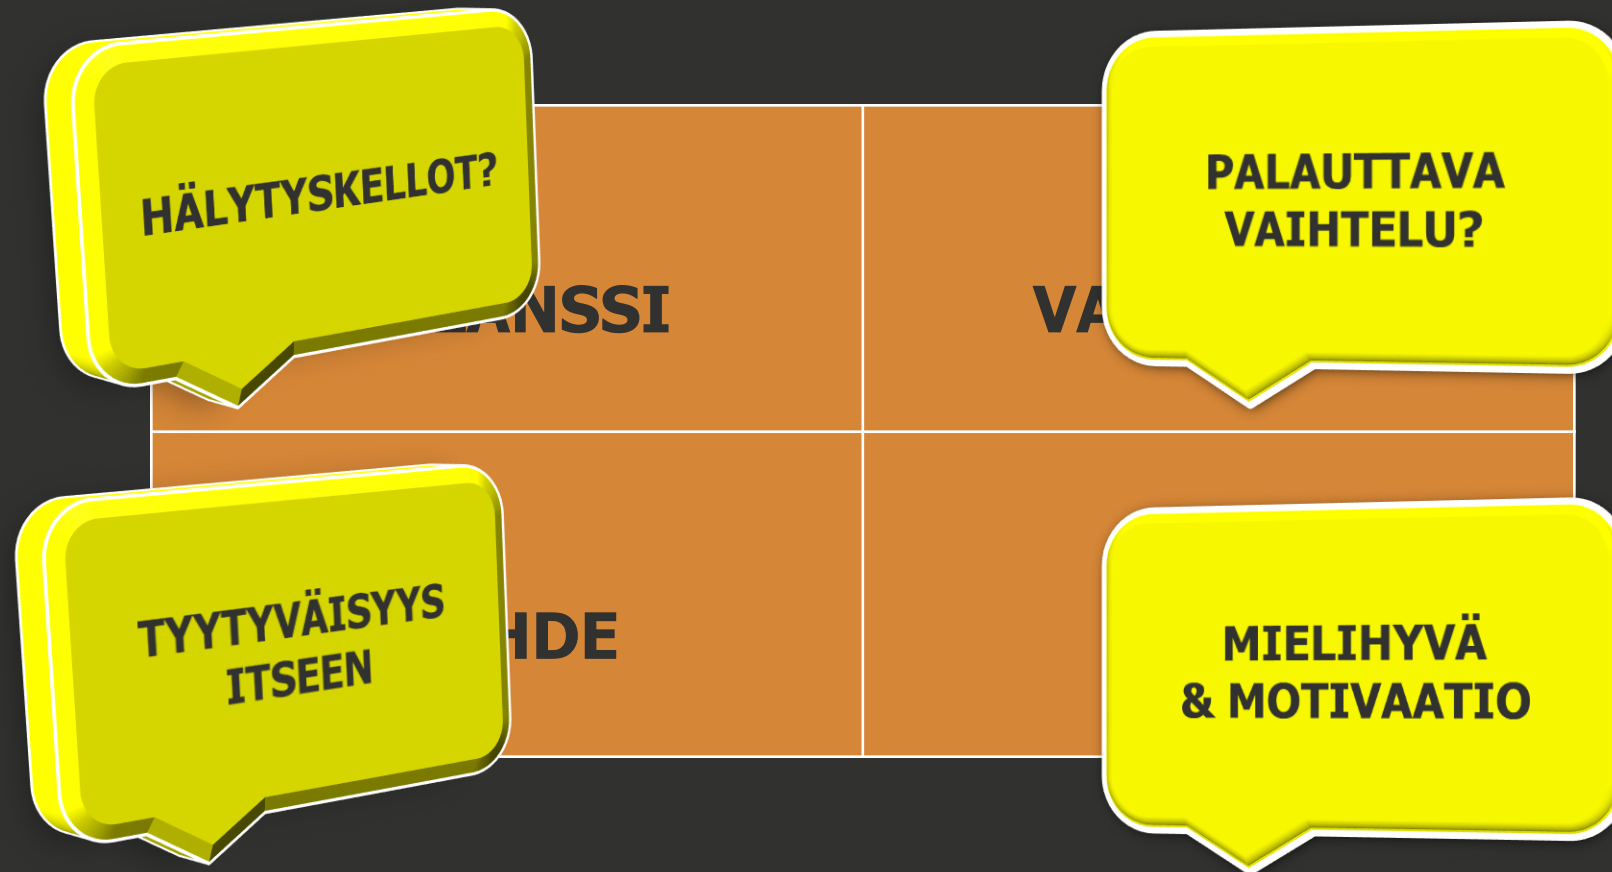 HÄLYTYSKELLOT?
PALAUTTAVA
VAIHTELU?
TYYTYVÄISYYS
ITSEEN
MIELIHYVÄ
& MOTIVAATIO